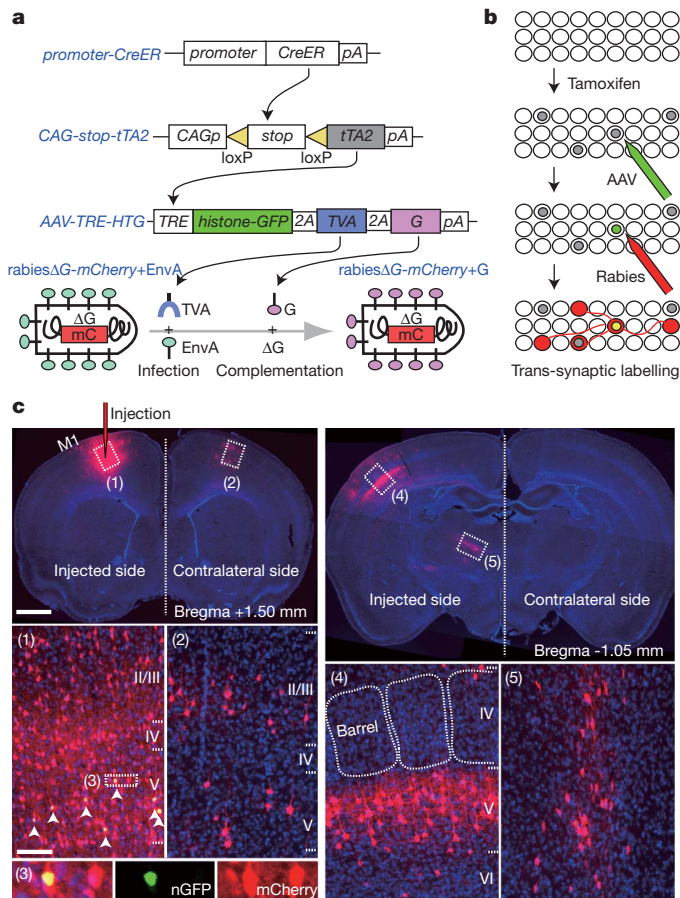 a
promoter-CreER
promoter CreER pA
CAG-stop-tTA2
CAGp stop tTA2 pA
loxP loxP
AAV-TRE-HTG
TRE histone-GFP 2A TVA 2A G pA
rabiesΔG-mCherry+EnvA
rabiesΔG-mCherry+G
ΔG
mC
TVA
+
EnvA
Infection
G
+
ΔG
Complementation
ΔG
mC
b
Tamoxifen
AAV
Rabies
Trans-synaptic labelling
c
Injection
M1
(1)
(2)
Injected side
Contralateral side
Bregma +1.50 mm
(4)
(5)
Injected side
Contralateral side
Bregma -1.05 mm
(1)
II/III
IV
(3)
V
(2)
II/III
IV
V
(3)
nGFP
mCherry
(4)
Barrel
IV
V
VI
(5)